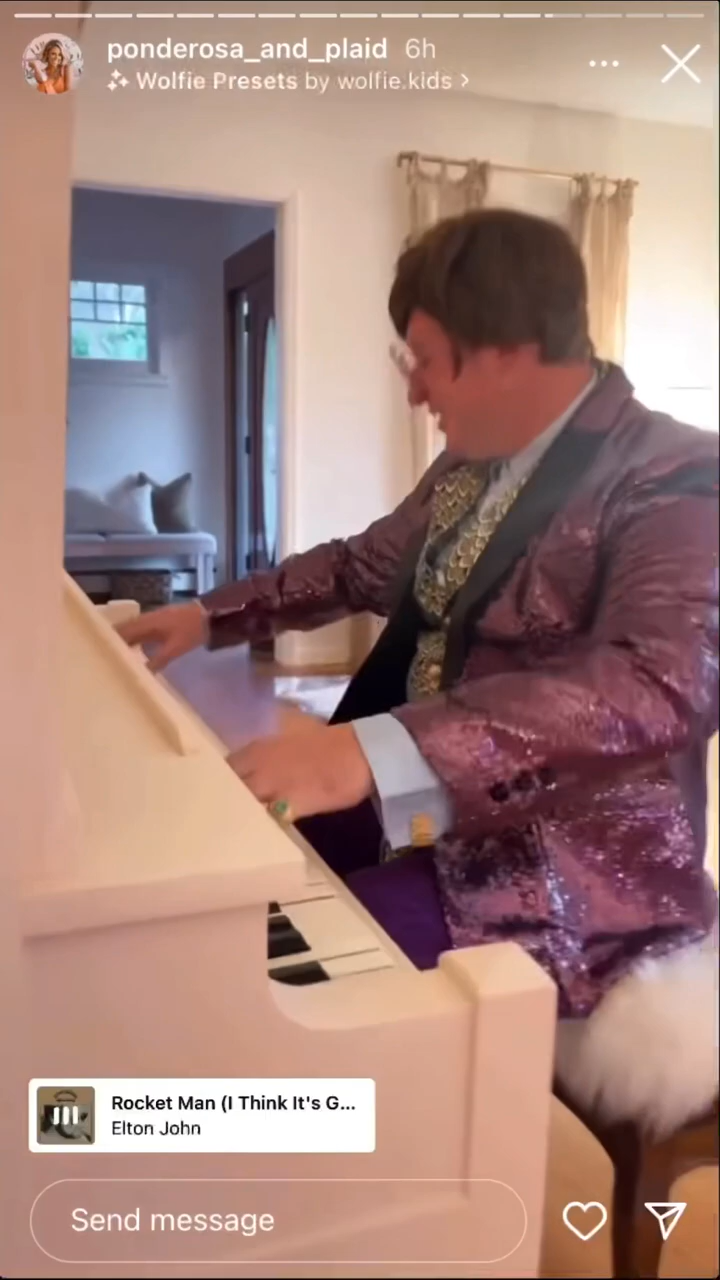 ponderosa_and_plaid 6h
Wolfie Presets by wolfie.kids >
Rocket Man (I Think It's G...
Elton John
Send message